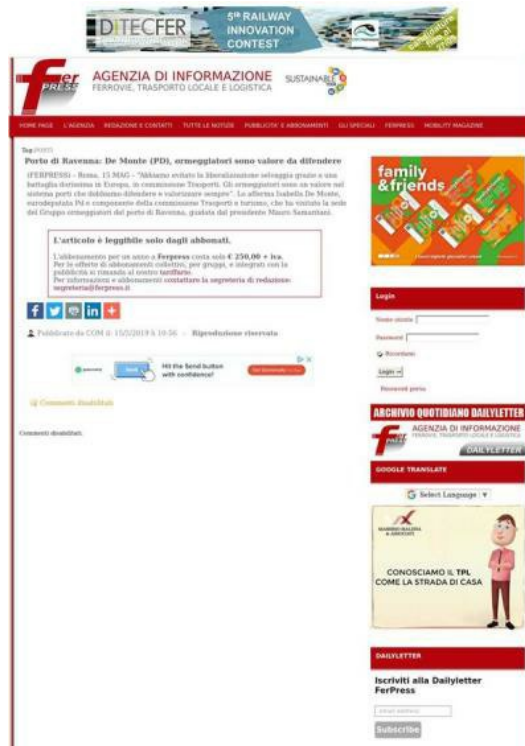 DITECFER
5th RAILWAY
INNOVATION
CONTEST
fer
PRESS
AGENZIA DI INFORMAZIONE
FERROVIE, TRASPORTO LOCALE E LOGISTICA
SUSTAINABLE
HOME PAGE L'AGENZIA REDAZIONE E CONTATTI TUTTE LE NOTIZIE PUBBLICITA' E ABBONAMENTI GLI SPECIALI FERPRESS MOBILITY MAGAZINE
Porto di Ravenna: De Monte (PD), ormeggiatori sono valore da difendere
(FERPRESS) - Roma, 15 MAG - "Abbiamo evitato la liberalizzazione selvaggia grazie a una
battaglia durissima in Europa, in commissione Trasporti. Gli ormeggiatori sono un valore nel
sistema porti che dobbiamo difendere e valorizzare sempre". Lo afferma Isabella De Monte,
eurodeputata Pd e componente della commissione Trasporti e turismo, che ha visitato la sede
del Gruppo ormeggiatori del porto di Ravenna, guidata dal presidente Mauro Samaritani.
L'articolo è leggibile solo dagli abbonati.
L'abbonamento per un anno a Ferpress costa solo € 250,00 + iva.
Per le offerte di abbonamenti collettivi, per gruppi, e integrati con la
pubblicità si rimanda al nostro tariffario.
Per informazioni e abbonamenti contattare la segreteria di redazione:
segreteria@ferpress.it
Pubblicato da COM il: 15/5/2019 h 10:56 - Riproduzione riservata
Hit the Send button
with confidence!
Commenti disabilitati
Commenti disabilitati.
family
&friends
Login
Nome utente
Password
Ricordami
Login
Password persa
ARCHIVIO QUOTIDIANO DAILYLETTER
fer
PRESS
AGENZIA DI INFORMAZIONE
FERROVIE, TRASPORTO LOCALE E LOGISTICA
DAILYLETTER
GOOGLE TRANSLATE
Select Language ▼
& ASSOCIATI
CONOSCIAMO IL TPL
COME LA STRADA DI CASA
DAILYLETTER
Iscriviti alla Dailyletter
FerPress
email address
Subscribe